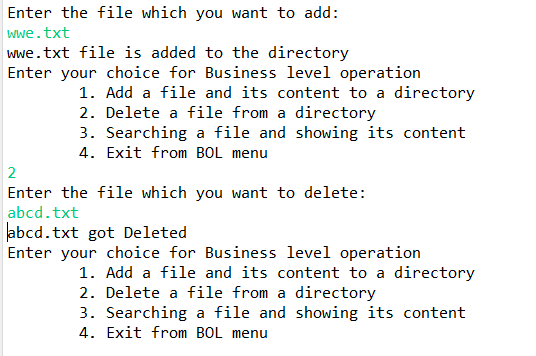 Enter the file which you want to add:
wwe.txt
wwe.txt file is added to the directory
Enter your choice for Business level operation
1. Add a file and its content to a directory
2. Delete a file from a directory
3. Searching a file and showing its content
4. Exit from BOL menu
2
Enter the file which you want to delete:
abcd.txt
abcd.txt got Deleted
Enter your choice for Business level operation
1. Add a file and its content to a directory
2. Delete a file from a directory
3. Searching a file and showing its content
4. Exit from BOL menu